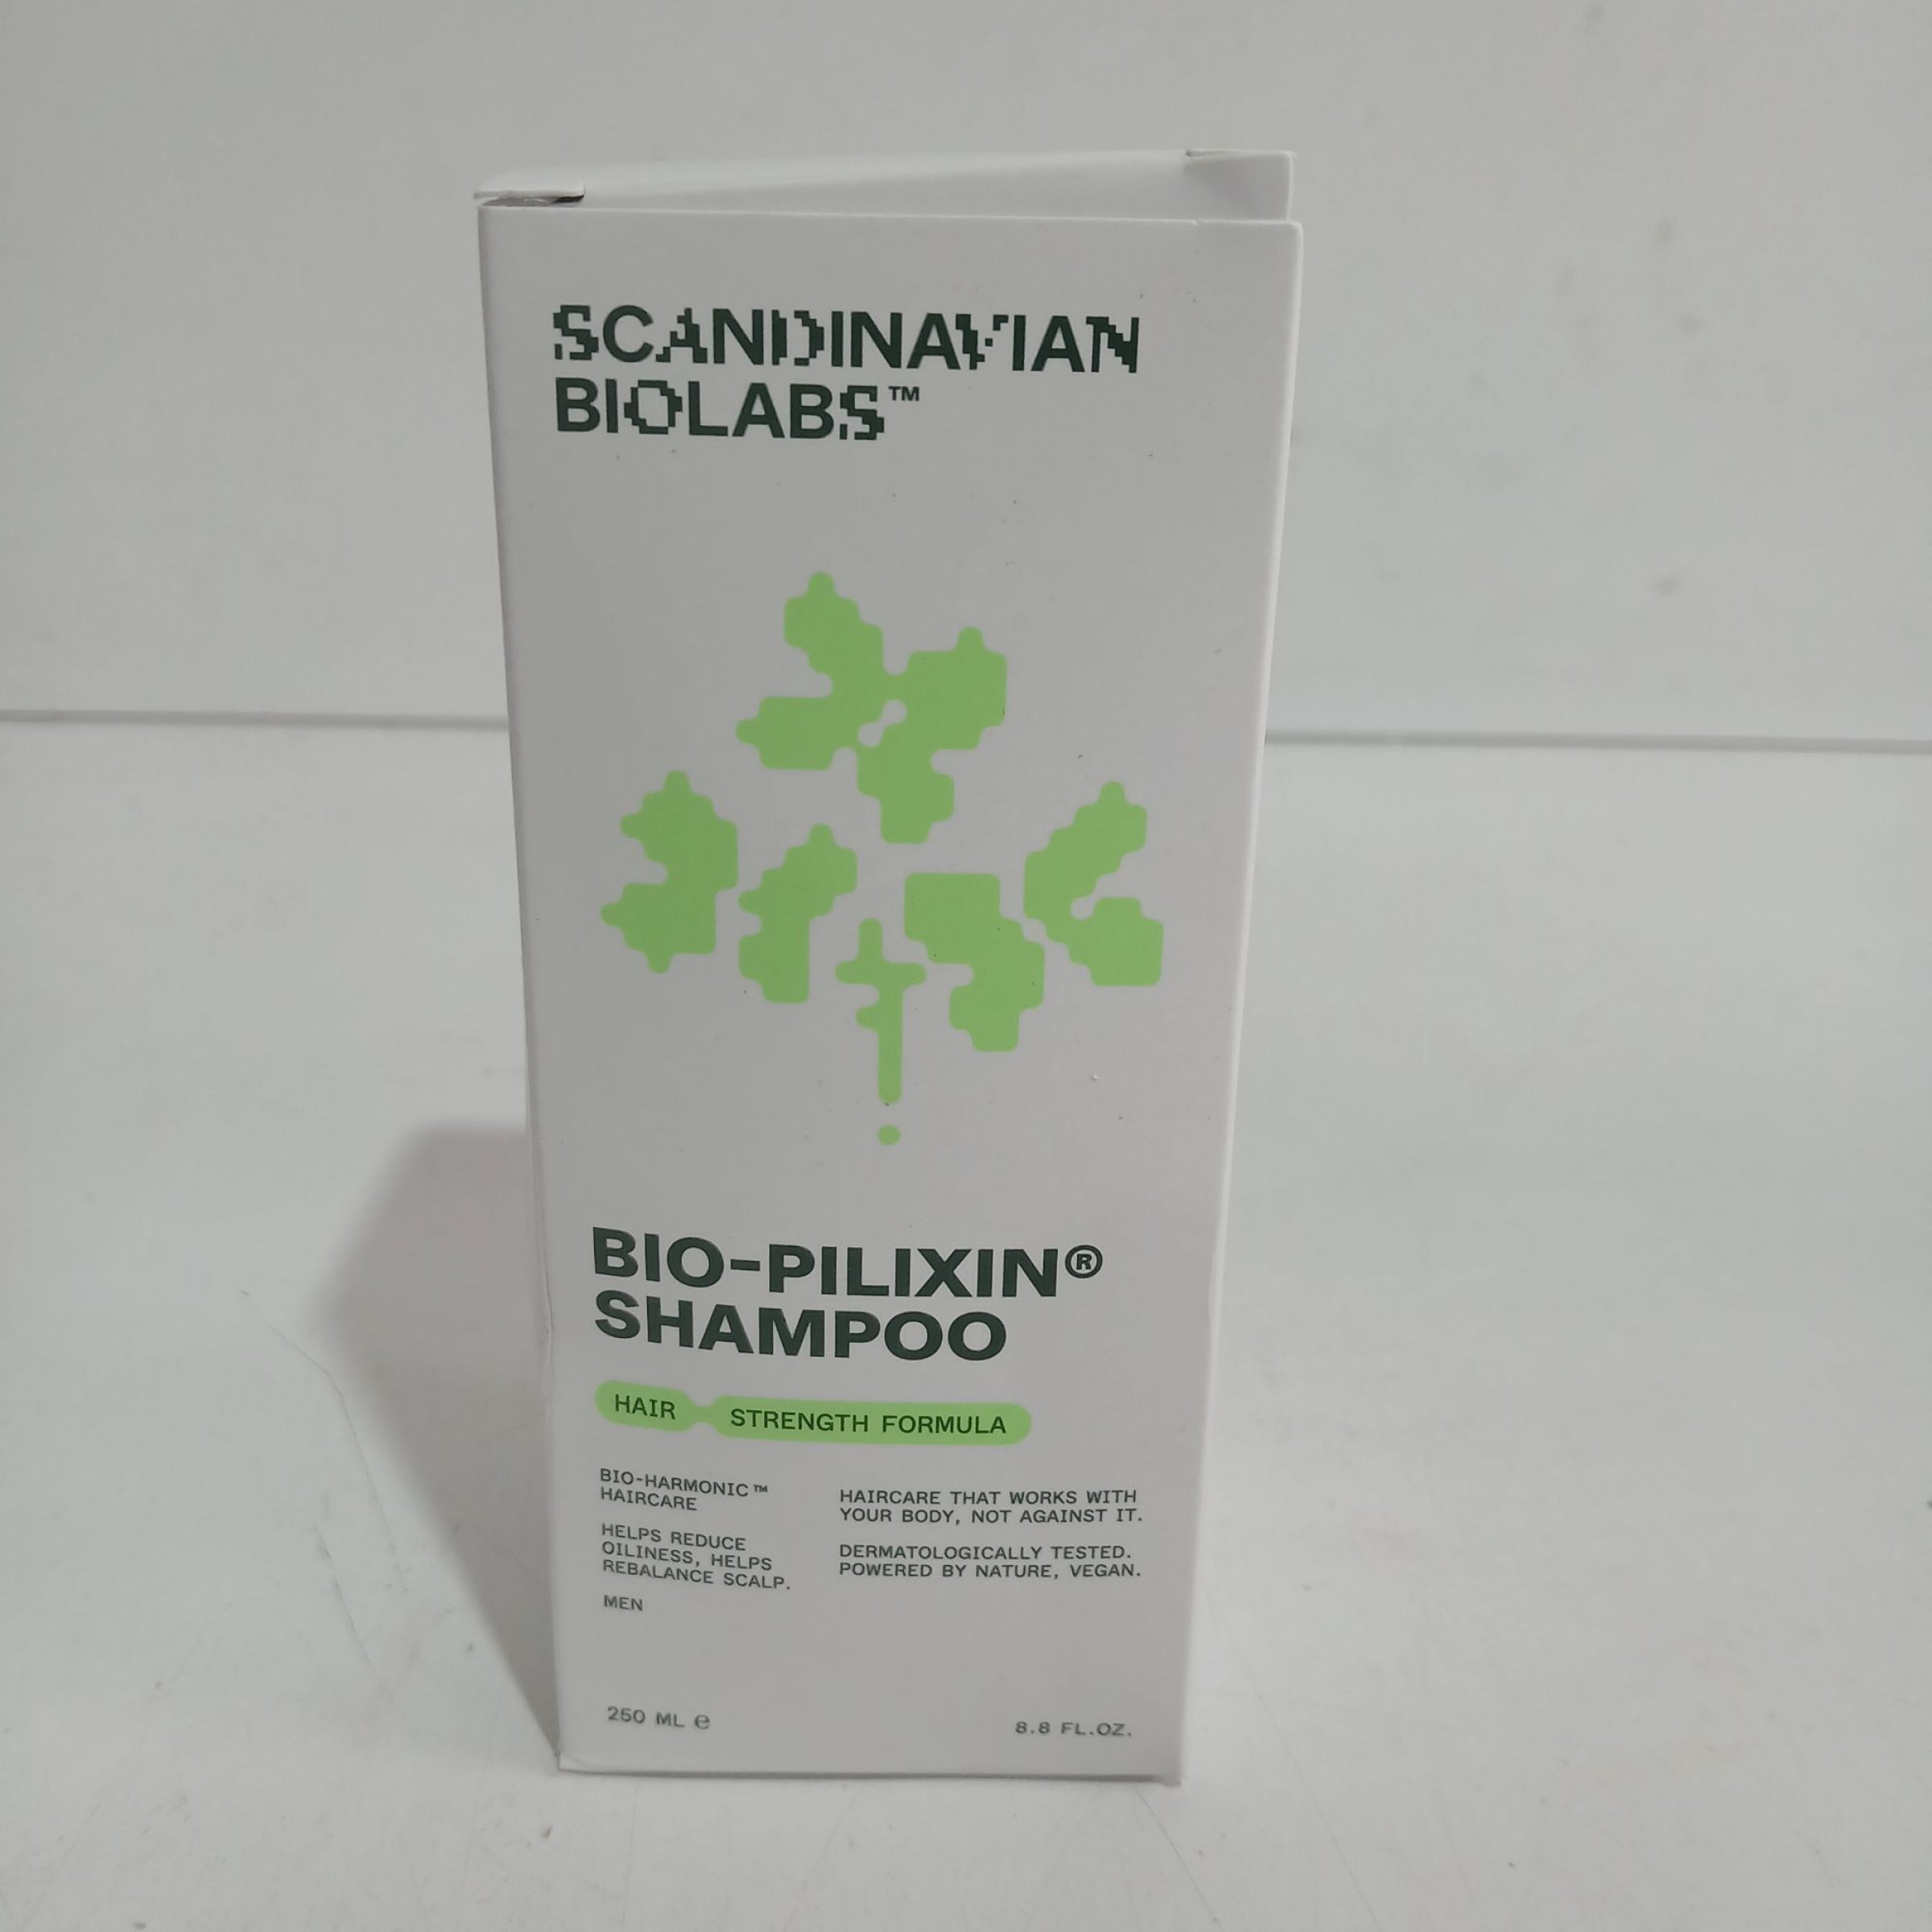 SCANDINAVIAN
BIOLABS™
BIO-PILIXIN®
SHAMPOO
HAIR STRENGTH FORMULA
BIO-HARMONIC™
HAIRCARE
HELPS REDUCE
OILINESS, HELPS
REBALANCE SCALP.
MEN
HAIRCARE THAT WORKS WITH
YOUR BODY, NOT AGAINST IT.
DERMATOLOGICALLY TESTED.
POWERED BY NATURE, VEGAN.
250 ML ℮
8.8 FL.OZ.